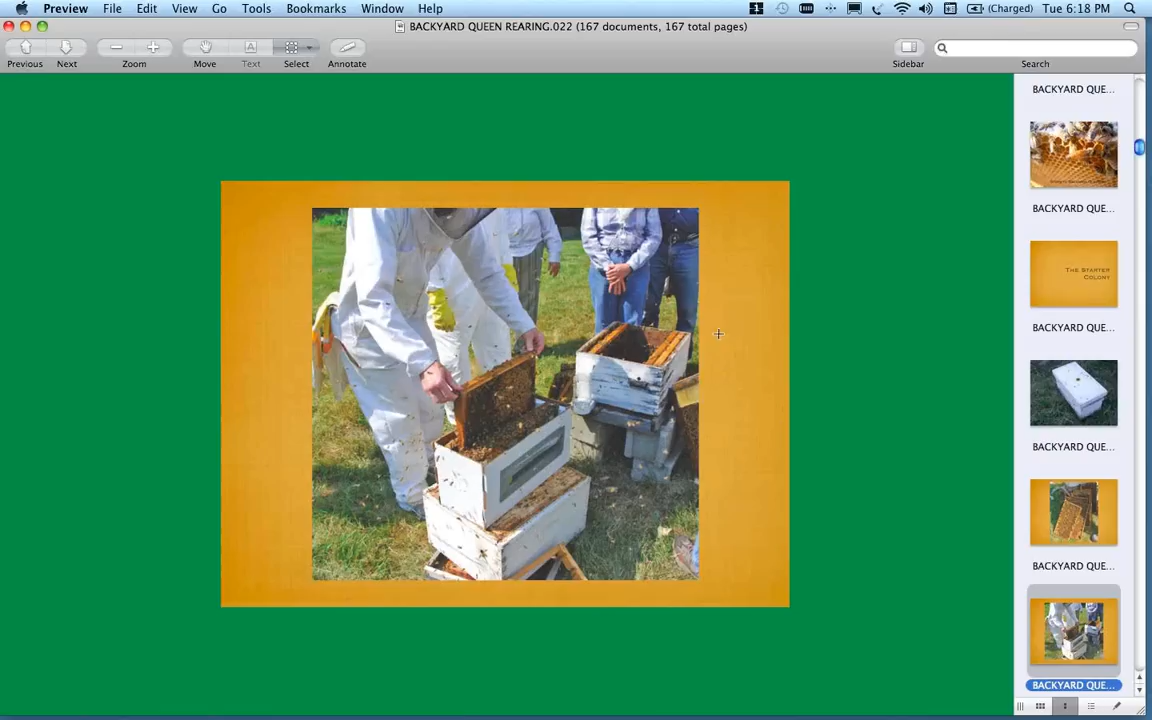 Preview File Edit View Go Tools Bookmarks Window Help
1 (Charged) Tue 6:18 PM
BACKYARD QUEEN REARING.022 (167 documents, 167 total pages)
Previous Next Zoom Move Text Select Annotate Sidebar Search
BACKYARD QUE...
BACKYARD QUE...
THE STARTER
COLONY
BACKYARD QUE...
BACKYARD QUE...
BACKYARD QUE...
BACKYARD QUE...